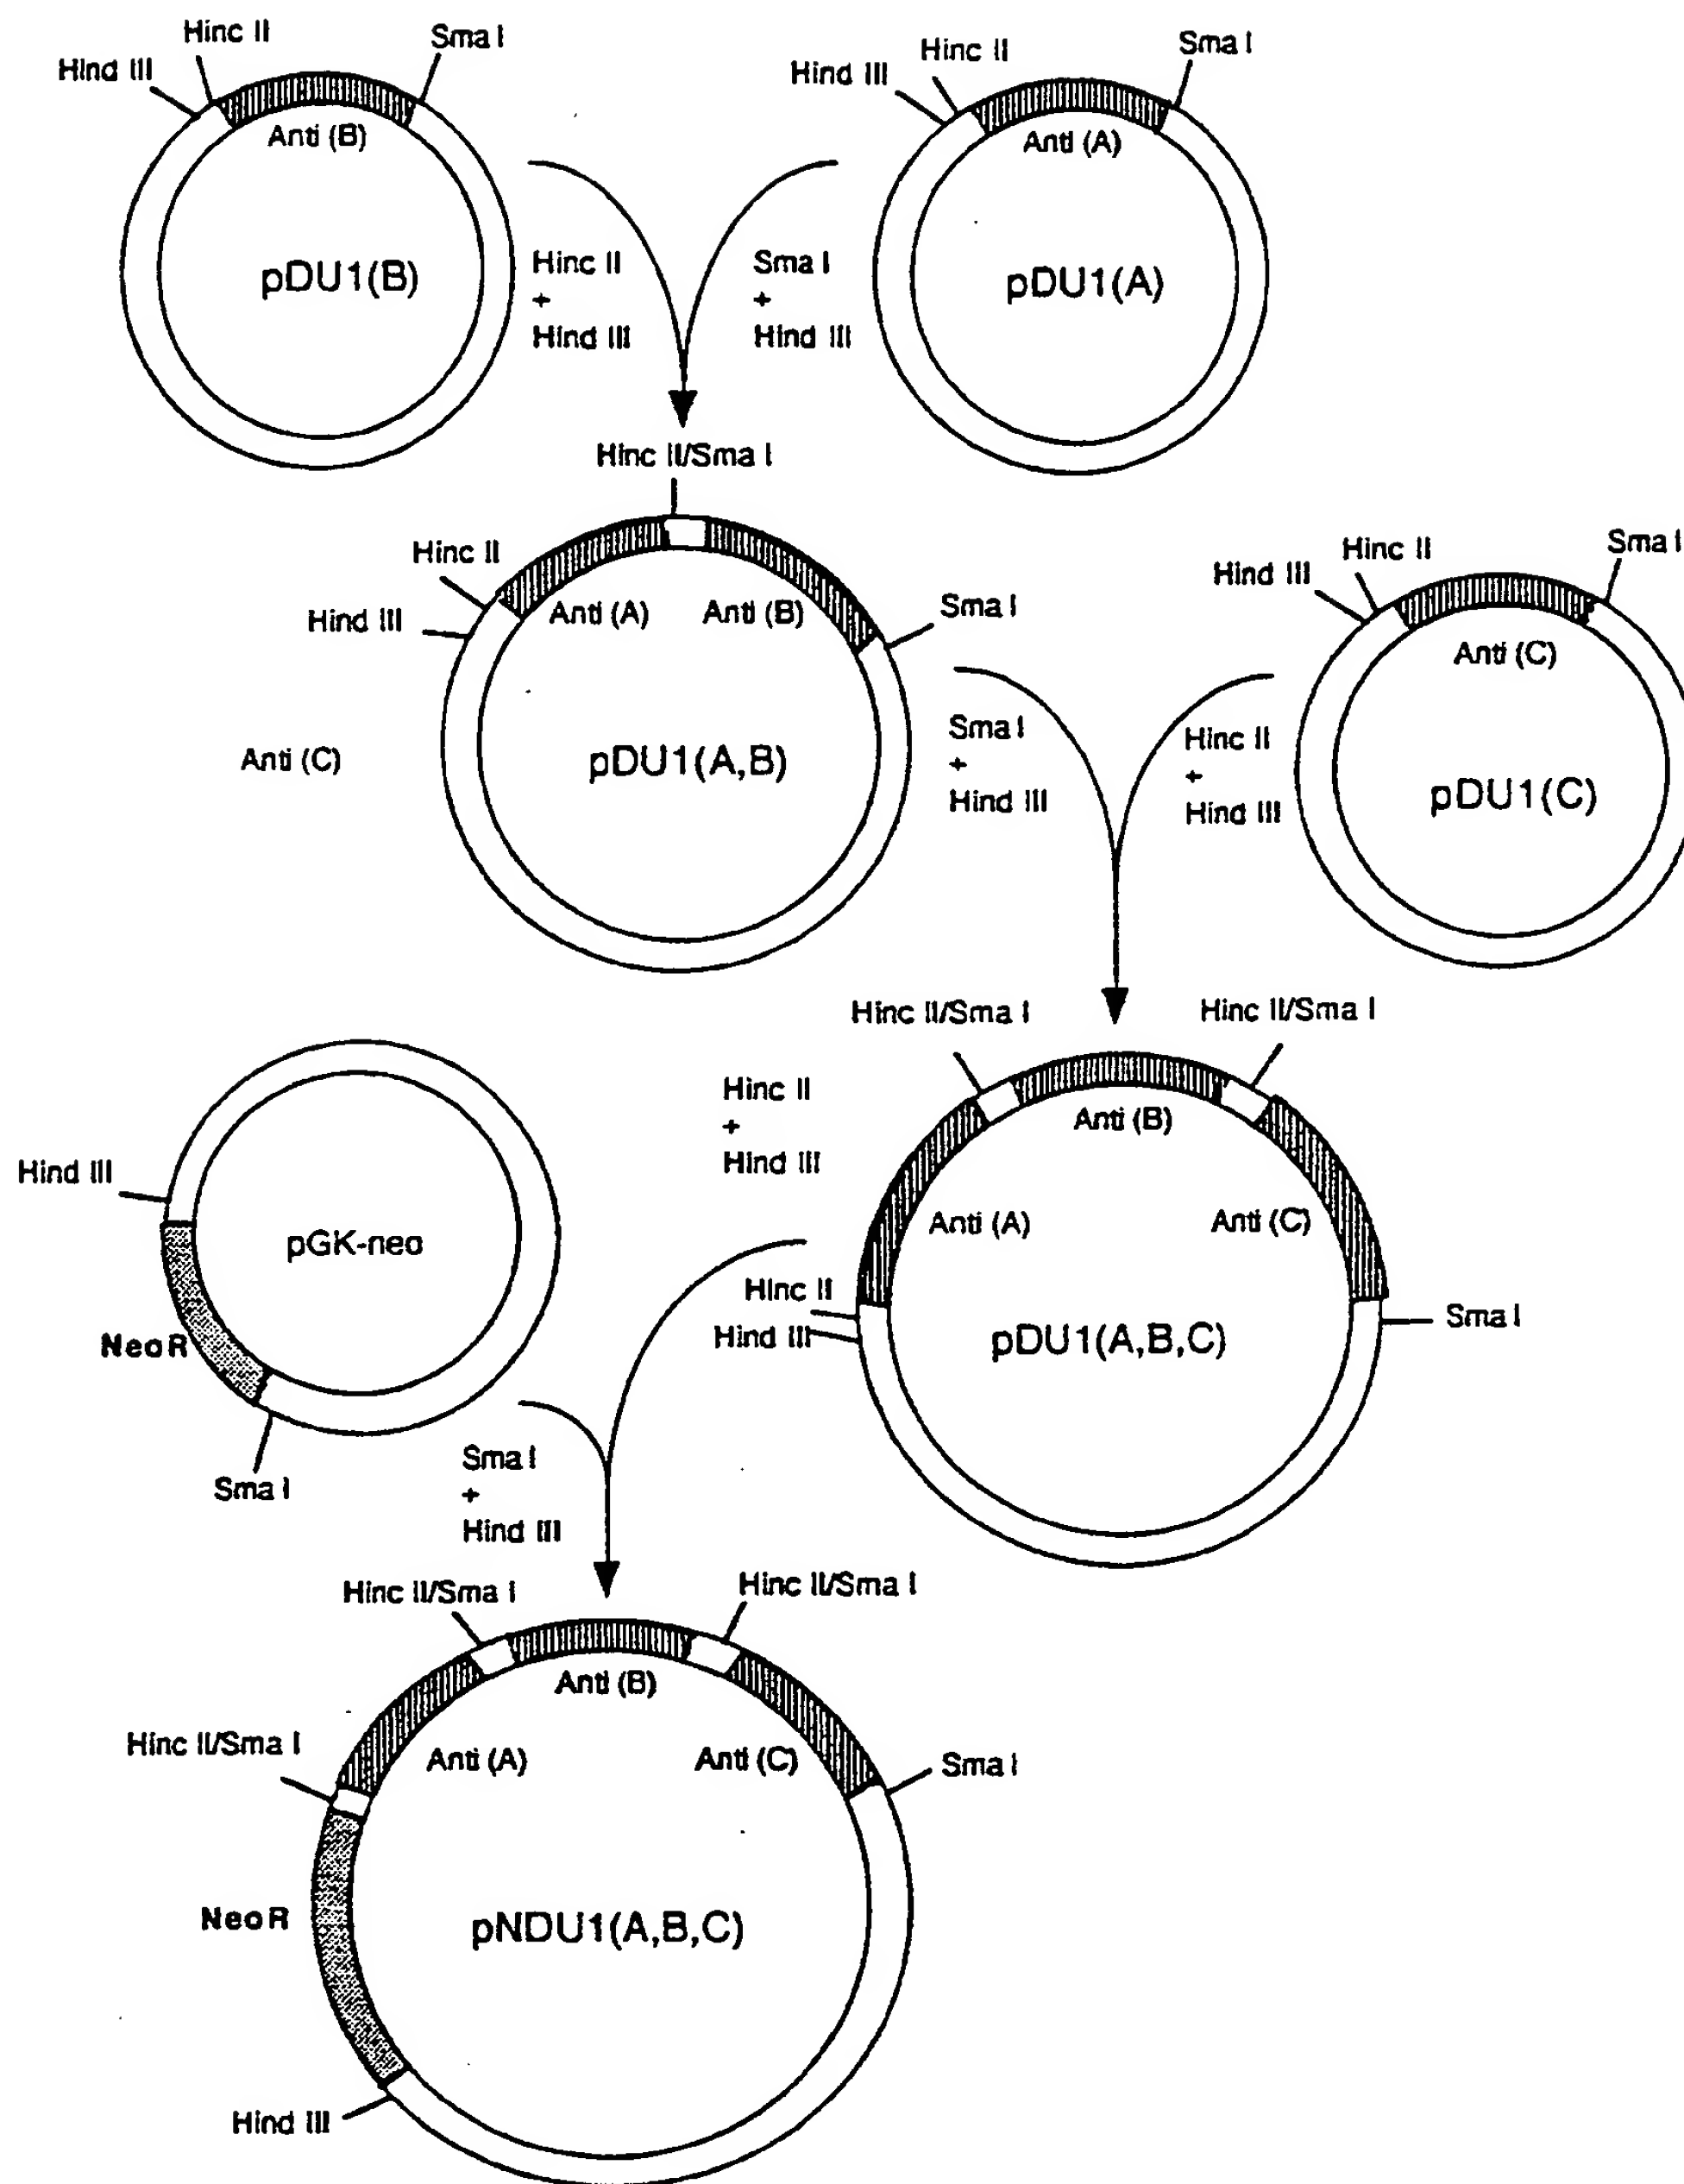 Hinc II
Sma I
Hind III
Anti (B)
pDU1(B)
Hinc II
Sma I
Hind III
Anti (A)
pDU1(A)
Hinc II
+
Hind III
Sma I
+
Hind III
Hinc II/Sma I
Hinc II
Hind III
Anti (A)
Anti (B)
Sma I
Anti (C)
pDU1(A,B)
Hinc II
Sma I
Hind III
Anti (C)
pDU1(C)
Sma I
+
Hind III
Hinc II
+
Hind III
Hinc II/Sma I
Hinc II/Sma I
Hinc II
+
Hind III
Anti (B)
Anti (A)
Anti (C)
Hinc II
Hind III
Sma I
pDU1(A,B,C)
Hind III
pGK-neo
NeoR
Sma I
Sma I
+
Hind III
Hinc II/Sma I
Hinc II/Sma I
Anti (B)
Hinc II/Sma I
Anti (A)
Anti (C)
Sma I
NeoR
pNDU1(A,B,C)
Hind III